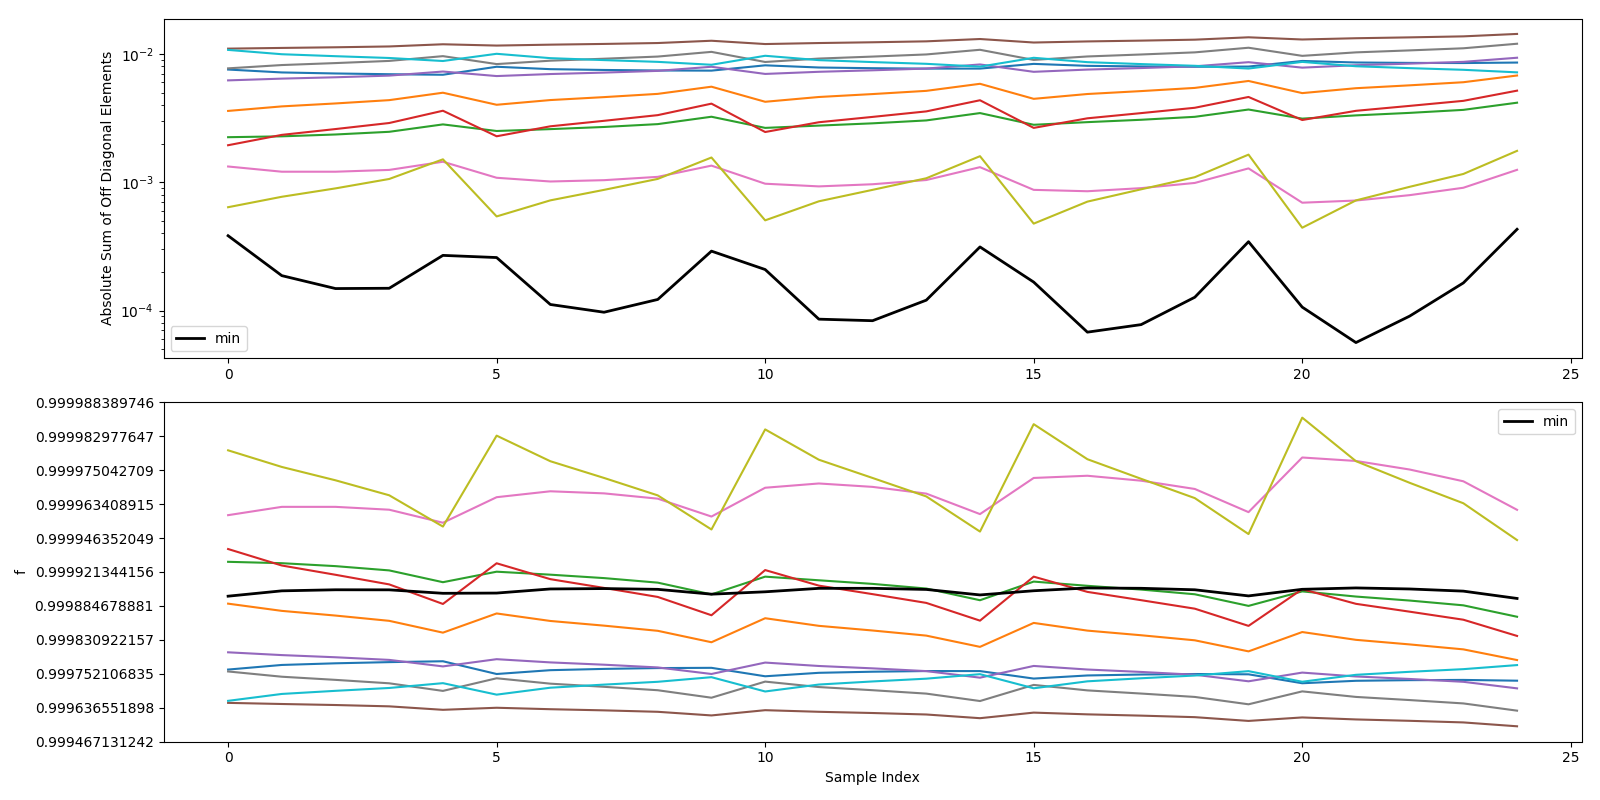 Absolute Sum of Off Diagonal Elements
10⁻²
10⁻³
10⁻⁴
min
0 5 10 15 20 25
f
0.999988389746
0.999982977647
0.999975042709
0.999963408915
0.999946352049
0.999921344156
0.999884678881
0.999830922157
0.999752106835
0.999636551898
0.999467131242
min
0 5 10 15 20 25
Sample Index